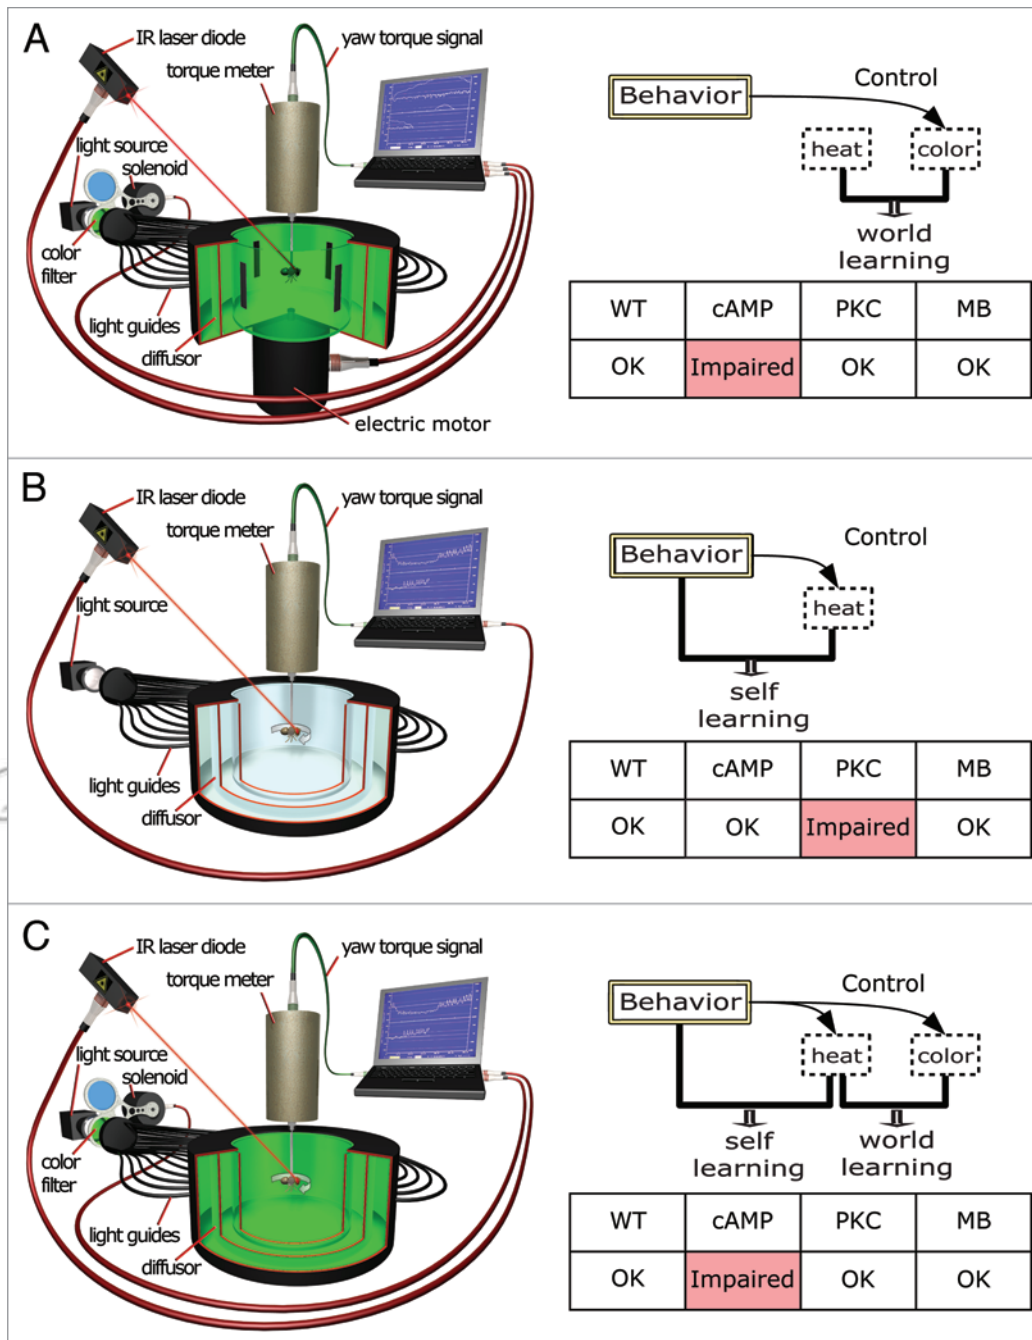 A
IR laser diode
torque meter
yaw torque signal
light source
solenoid
color
filter
light guides
diffusor
electric motor
Behavior
Control
heat
color
world
learning
WT cAMP PKC MB
OK Impaired OK OK
B
IR laser diode
torque meter
yaw torque signal
light source
light guides
diffusor
Behavior
Control
heat
self
learning
WT cAMP PKC MB
OK OK Impaired OK
C
IR laser diode
torque meter
yaw torque signal
light source
solenoid
color
filter
light guides
diffusor
Behavior
Control
heat
color
self
learning
world
learning
WT cAMP PKC MB
OK Impaired OK OK